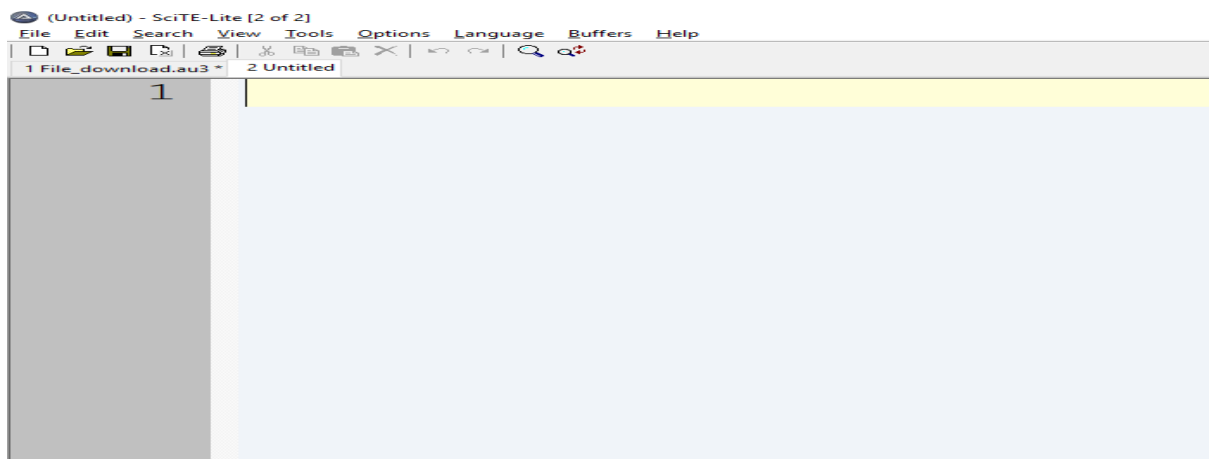 (Untitled) - SciTE-Lite [2 of 2]
File Edit Search View Tools Options Language Buffers Help
1 File_download.au3 * 2 Untitled
1